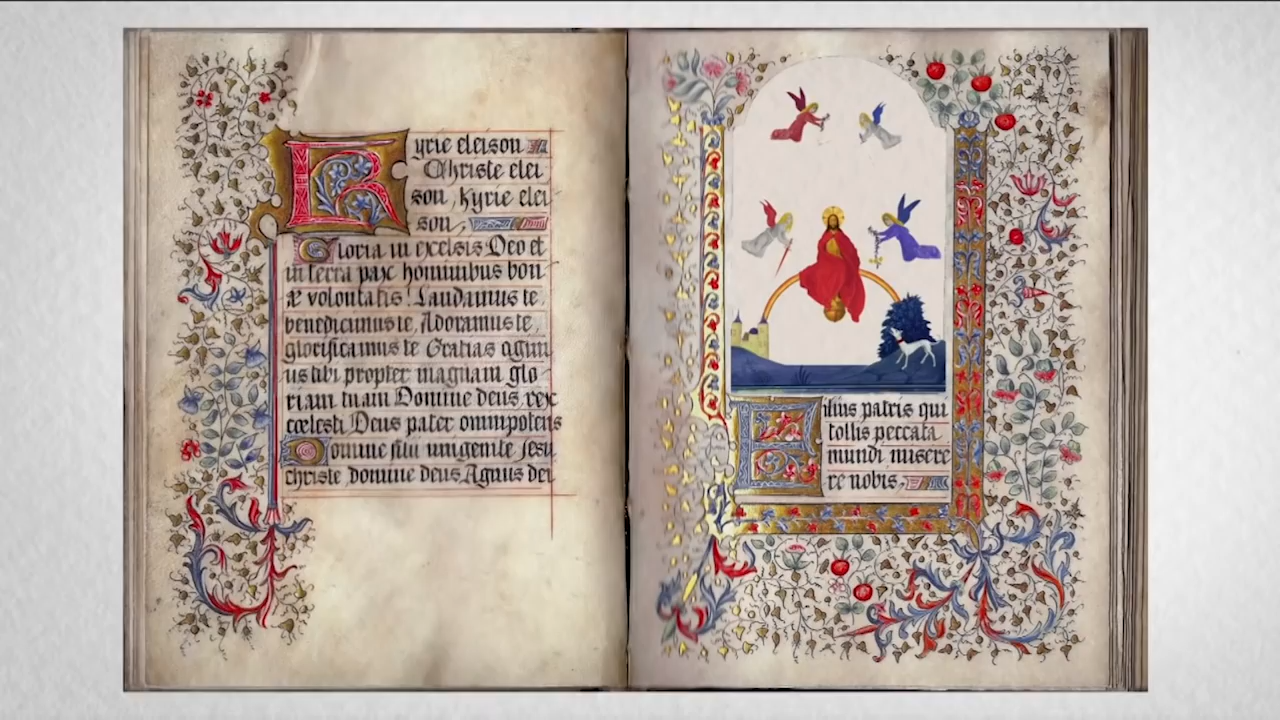 Kyrie eleison
Christe elei
son, kyrie elei
son,
Gloria in excelsis Deo et
in terra pax hominibus bon
æ voluntatis! Laudamus te,
benedicimus te, Adoramus te,
glorificamus te Gratias agim
us tibi propter magnam glo
riam tuam Domine deus, rex
cœlesti Deus pater omnipotens
Domine fili unigenite jesu
christe domine deus, Agnus dei
Filius patris qui
tollis peccata
mundi misere
re nobis,